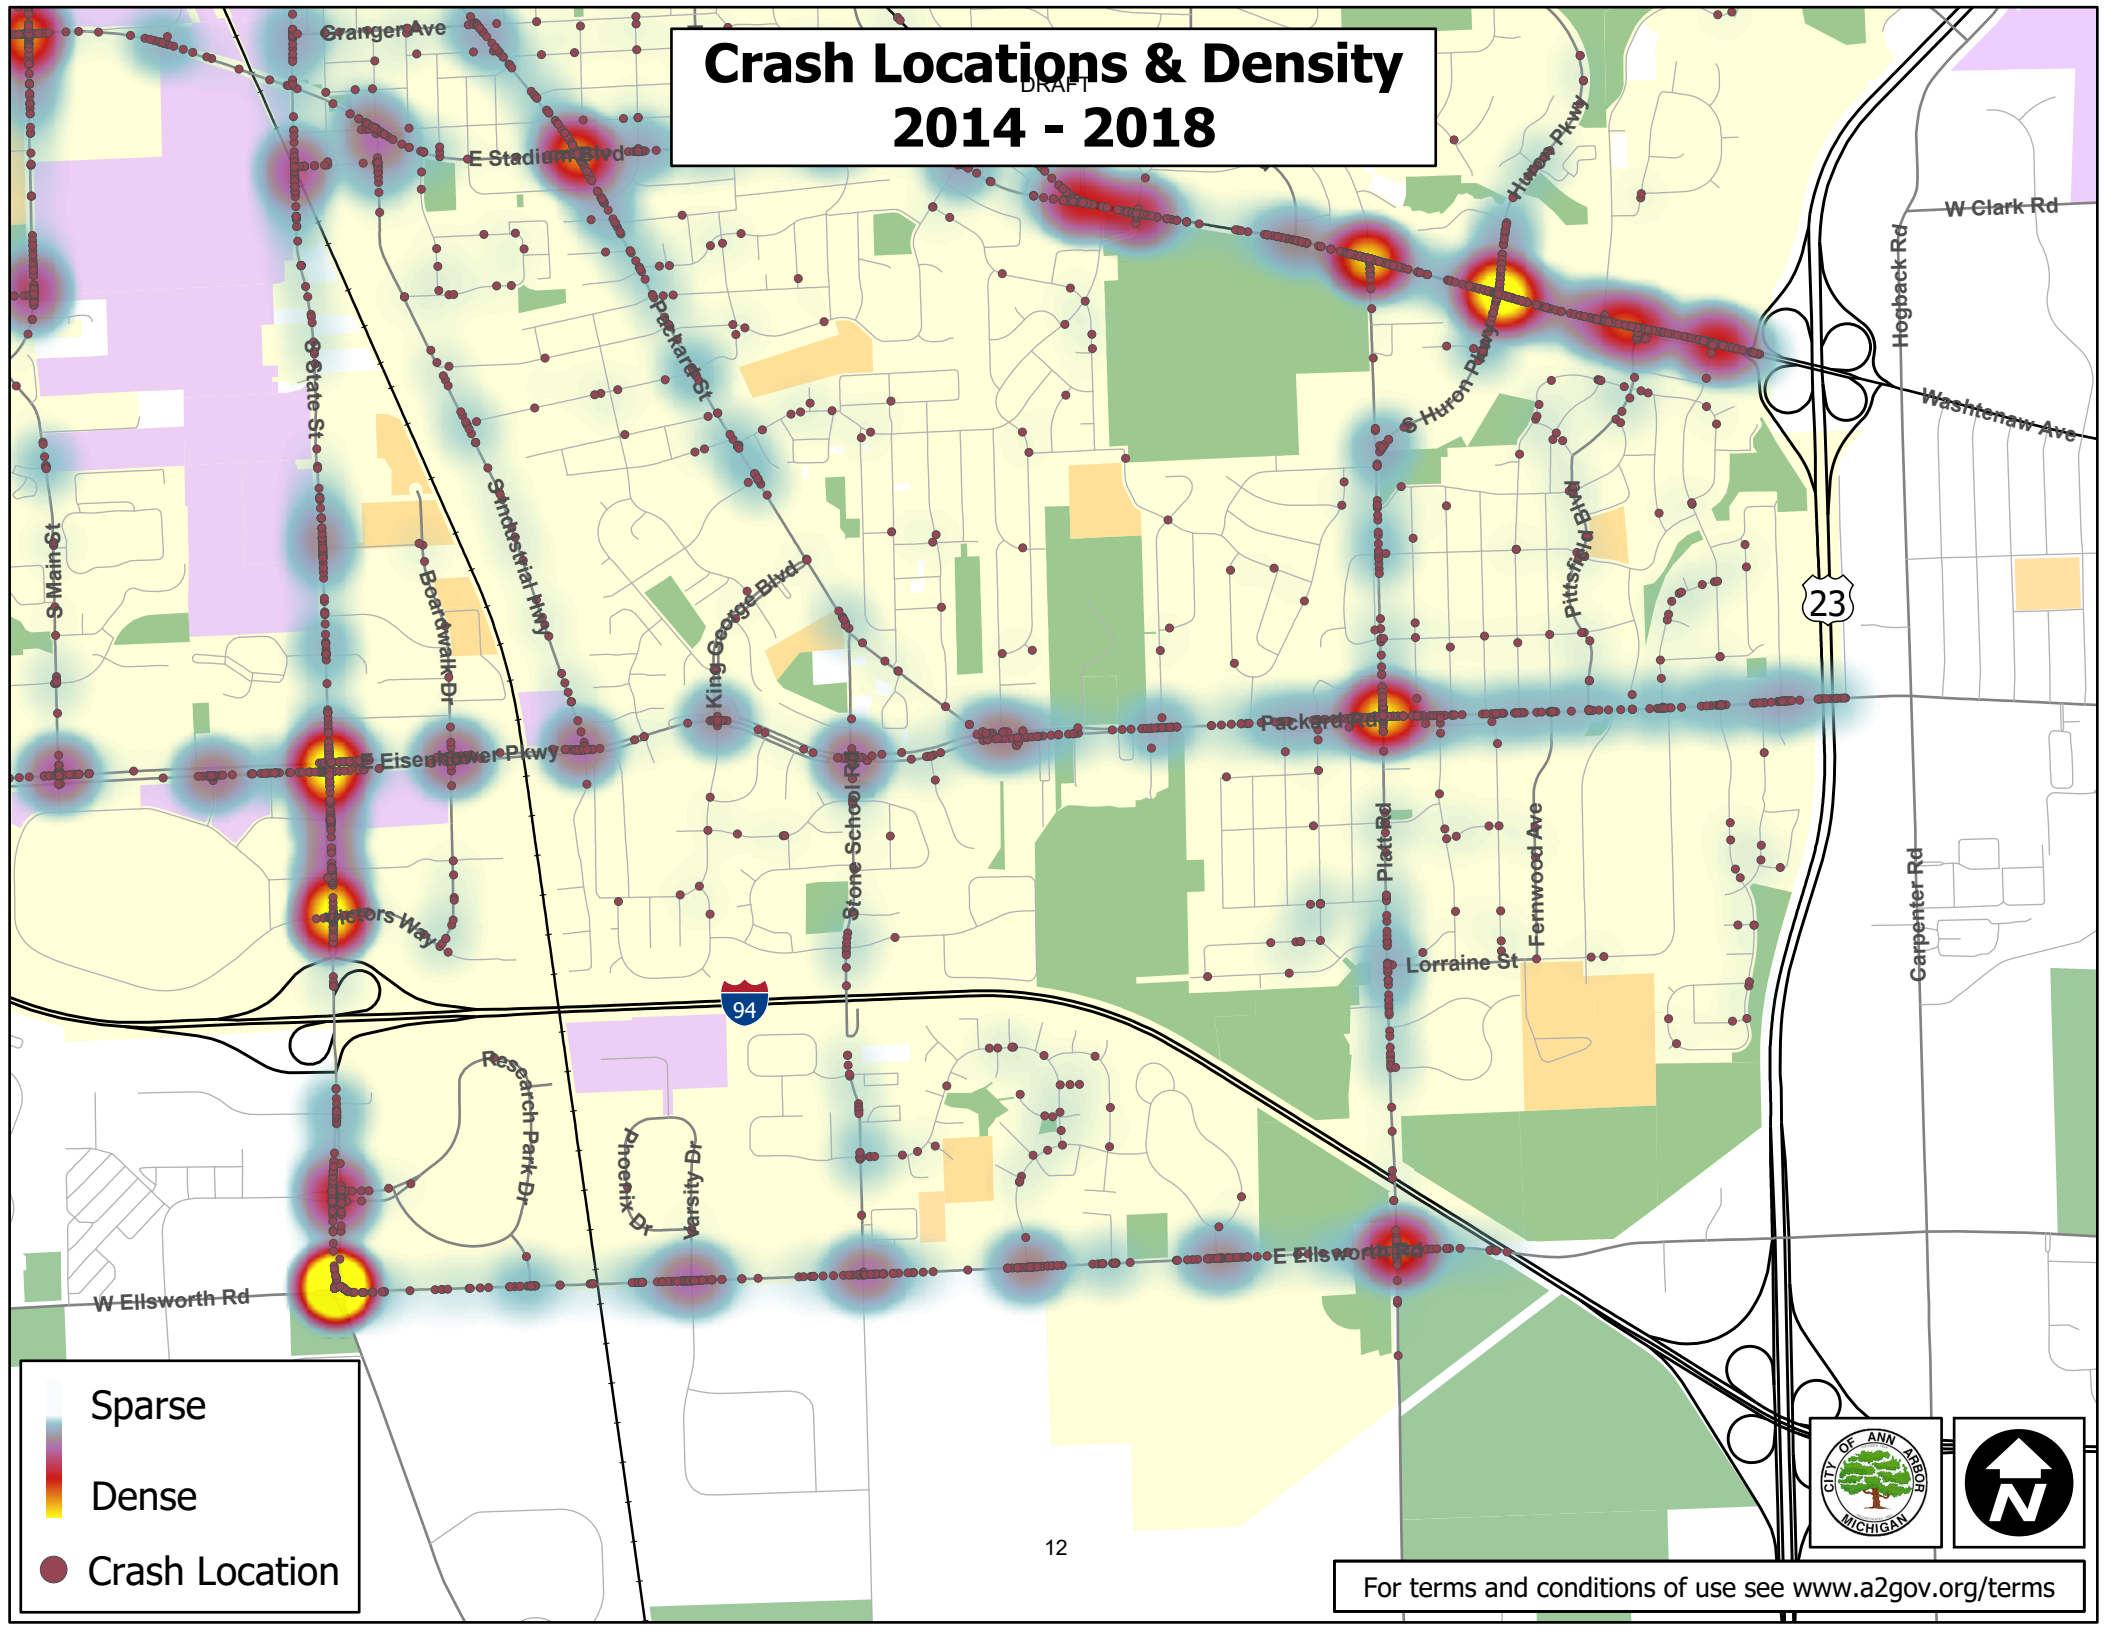 Crash Locations & Density
DRAFT
2014 - 2018
Granger Ave
E Stadium Blvd
Huron Pkwy
W Clark Rd
Hogback Rd
Packard St
S State St
S Huron Pkwy
Washtenaw Ave
S Industrial Hwy
Pittsfield Blvd
S Main St
Boardwalk Dr
King George Blvd
23
Packard Rd
E Eisenhower Pkwy
Stone School Rd
Platt Rd
Fernwood Ave
Carpenter Rd
Victors Way
Lorraine St
94
Research Park Dr
Phoenix Dr
Varsity Dr
E Ellsworth Rd
W Ellsworth Rd
Sparse
Dense
Crash Location
CITY OF ANN ARBOR
MICHIGAN
N
12
For terms and conditions of use see www.a2gov.org/terms